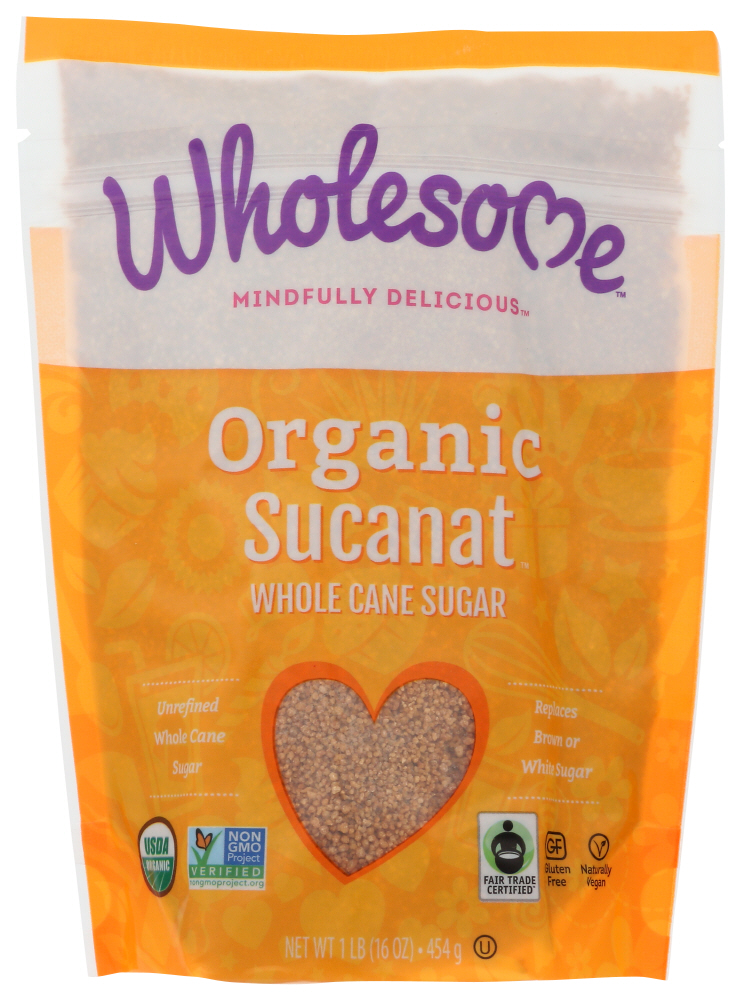 Wholesome™
MINDFULLY DELICIOUS™
Organic
Sucanat™
WHOLE CANE SUGAR
Unrefined
Whole Cane
Sugar
Replaces
Brown or
White Sugar
USDA
ORGANIC
NON
GMO
Project
VERIFIED
nongmoproject.org
FAIR TRADE
CERTIFIED™
GF
Gluten
Free
V
Naturally
Vegan
NET WT 1 LB (16 OZ) • 454 g U